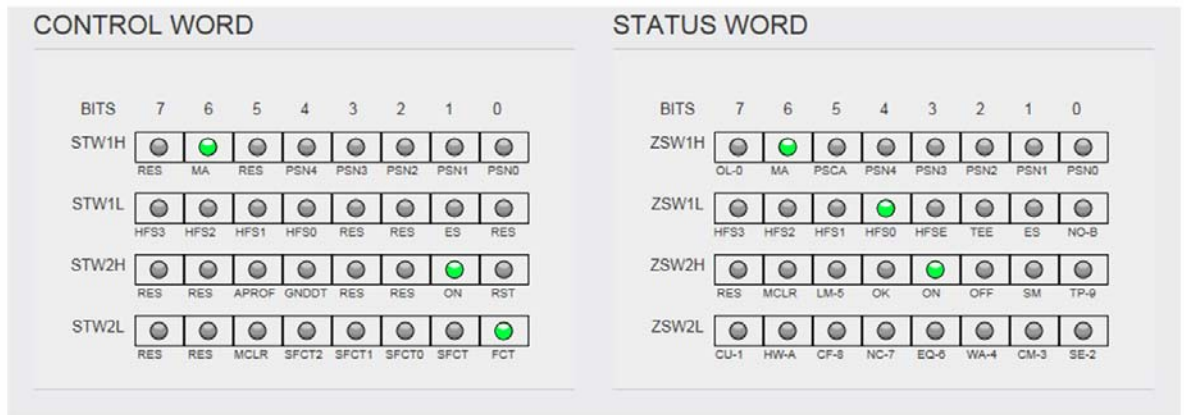 CONTROL WORD
BITS 7 6 5 4 3 2 1 0
STW1H
RES MA RES PSN4 PSN3 PSN2 PSN1 PSN0
STW1L
HFS3 HFS2 HFS1 HFS0 RES RES ES RES
STW2H
RES RES APROF GNDDT RES RES ON RST
STW2L
RES RES MCLR SFCT2 SFCT1 SFCT0 SFCT FCT
STATUS WORD
BITS 7 6 5 4 3 2 1 0
ZSW1H
OL-0 MA PSCA PSN4 PSN3 PSN2 PSN1 PSN0
ZSW1L
HFS3 HFS2 HFS1 HFS0 HFSE TEE ES NO-B
ZSW2H
RES MCLR LM-5 OK ON OFF SM TP-9
ZSW2L
CU-1 HW-A CF-8 NC-7 EQ-6 WA-4 CM-3 SE-2